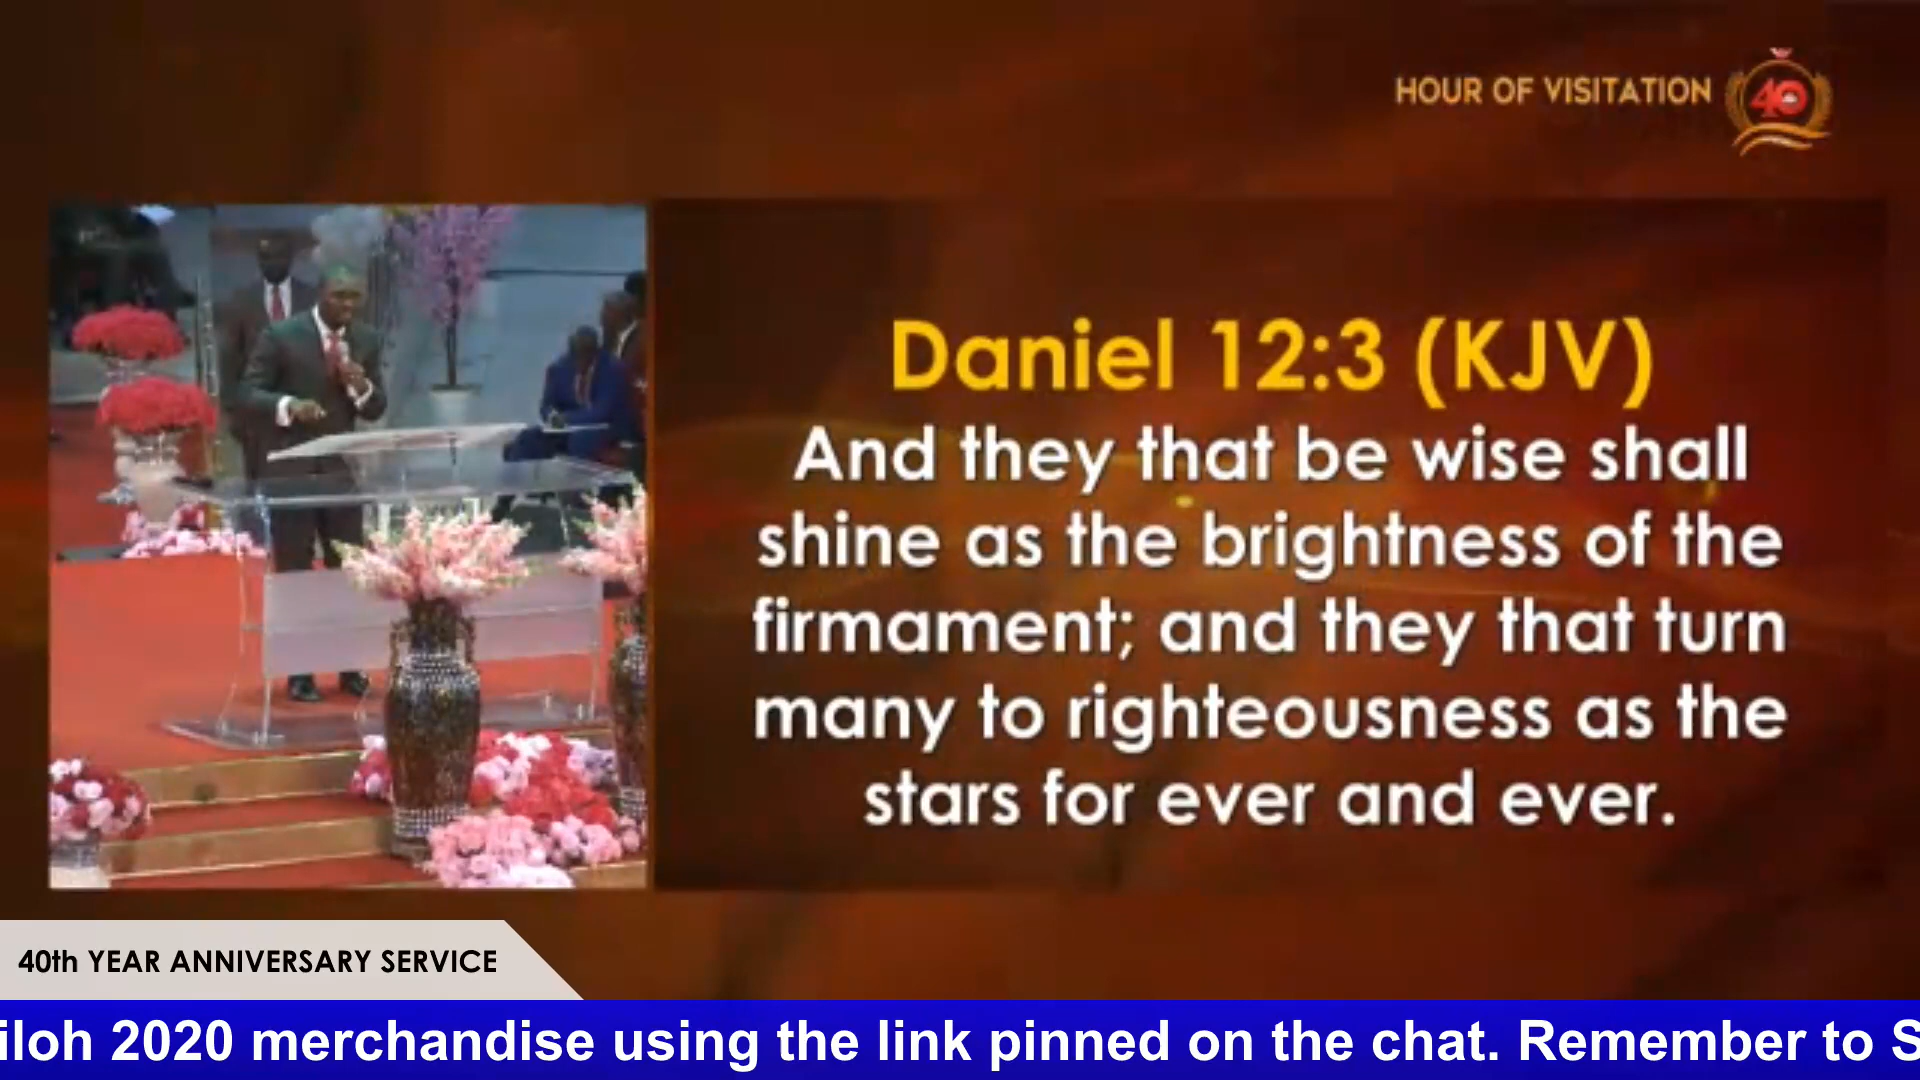 HOUR OF VISITATION
40
Daniel 12:3 (KJV)
And they that be wise shall
shine as the brightness of the
firmament; and they that turn
many to righteousness as the
stars for ever and ever.
40th YEAR ANNIVERSARY SERVICE
iloh 2020 merchandise using the link pinned on the chat. Remember to S